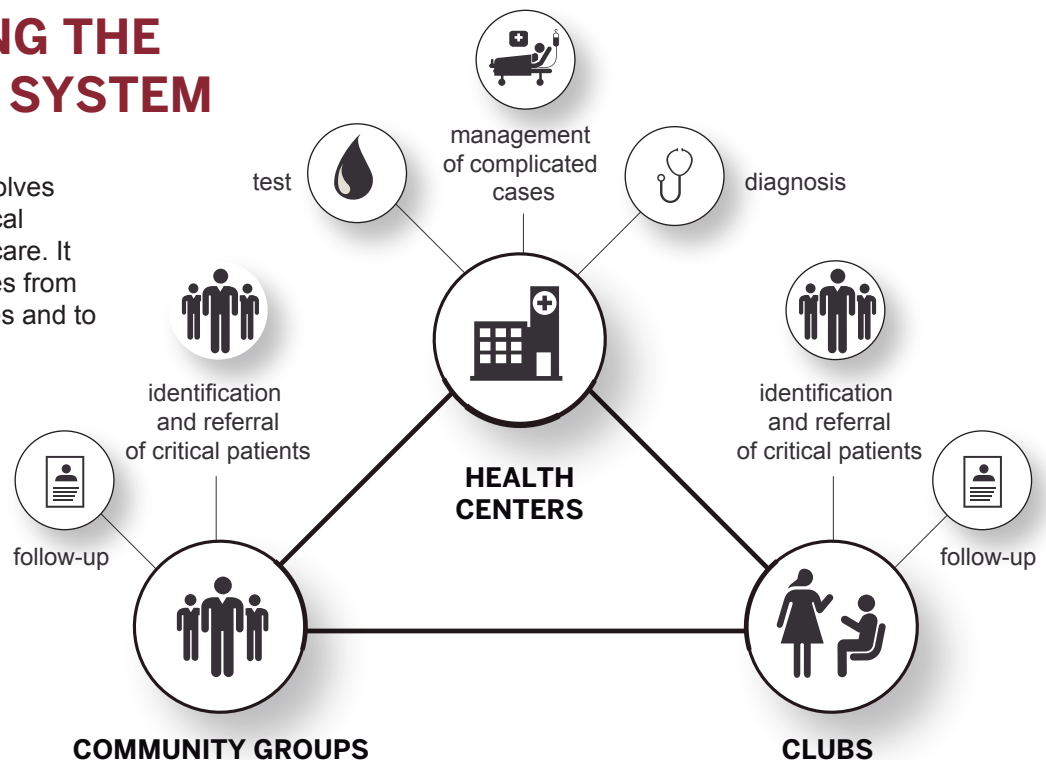 NG THE
SYSTEM
olves
cal
care. It
es from
es and to
management
of complicated
cases
test
diagnosis
identification
and referral
of critical patients
identification
and referral
of critical patients
HEALTH
CENTERS
follow-up
follow-up
COMMUNITY GROUPS
CLUBS